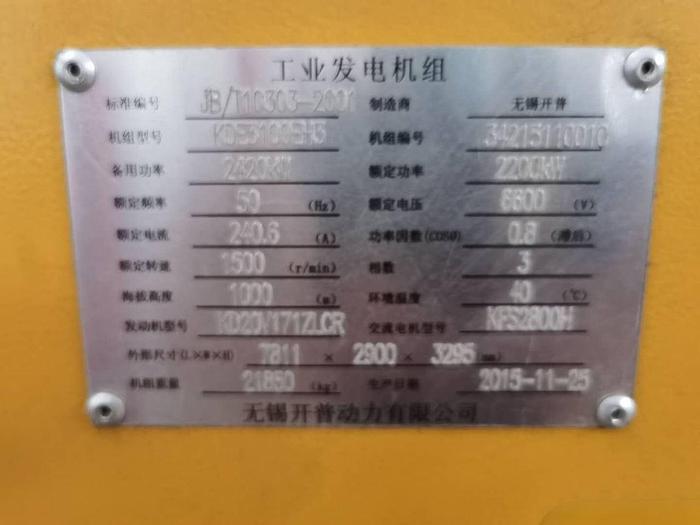 工业发电机组
标准编号 JB/T10303-2001 制造商 无锡开普
机组型号 机组编号 34215110010
备用功率 2420kW 额定功率 2200kW
额定频率 50 (Hz) 额定电压 6600 (V)
额定电流 240.6 (A) 功率因数(COSØ) 0.8 (滞后)
额定转速 1500 (r/min) 相数 3
海拔高度 1000 (m) 环境温度 40 (℃)
发动机型号 交流电机型号 KPS2800H
外形尺寸(L×W×H) 7811 × 2900 × 3295 (mm)
机组重量 21850 (kg) 生产日期 2015-11-25
无锡开普动力有限公司